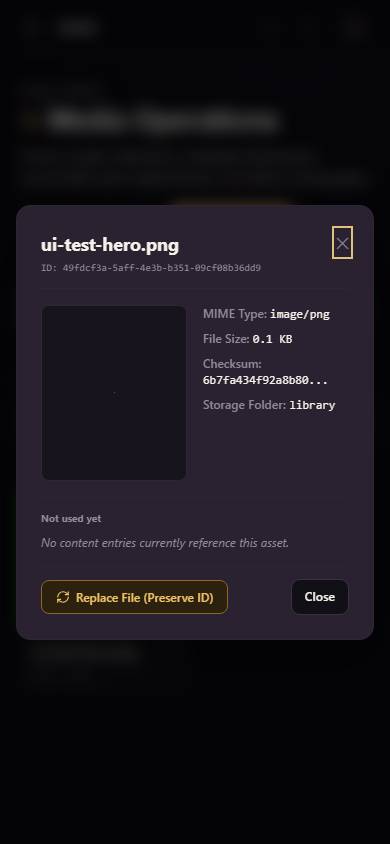 Media Operations
ui-test-hero.png
ID: 49fdcf3a-5aff-4e3b-b351-09cf08b36dd9
MIME Type: image/png
File Size: 0.1 KB
Checksum:
6b7fa434f92a8b80...
Storage Folder: library
Not used yet
No content entries currently reference this asset.
Replace File (Preserve ID)
Close